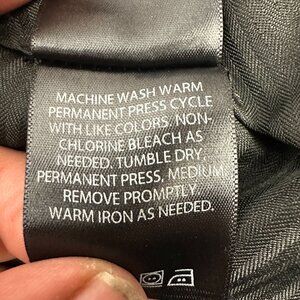 MACHINE WASH WARM
PERMANENT PRESS CYCLE
WITH LIKE COLORS, NON-
CHLORINE BLEACH AS
NEEDED. TUMBLE DRY,
PERMANENT PRESS, MEDIUM,
REMOVE PROMPTLY
WARM IRON AS NEEDED.